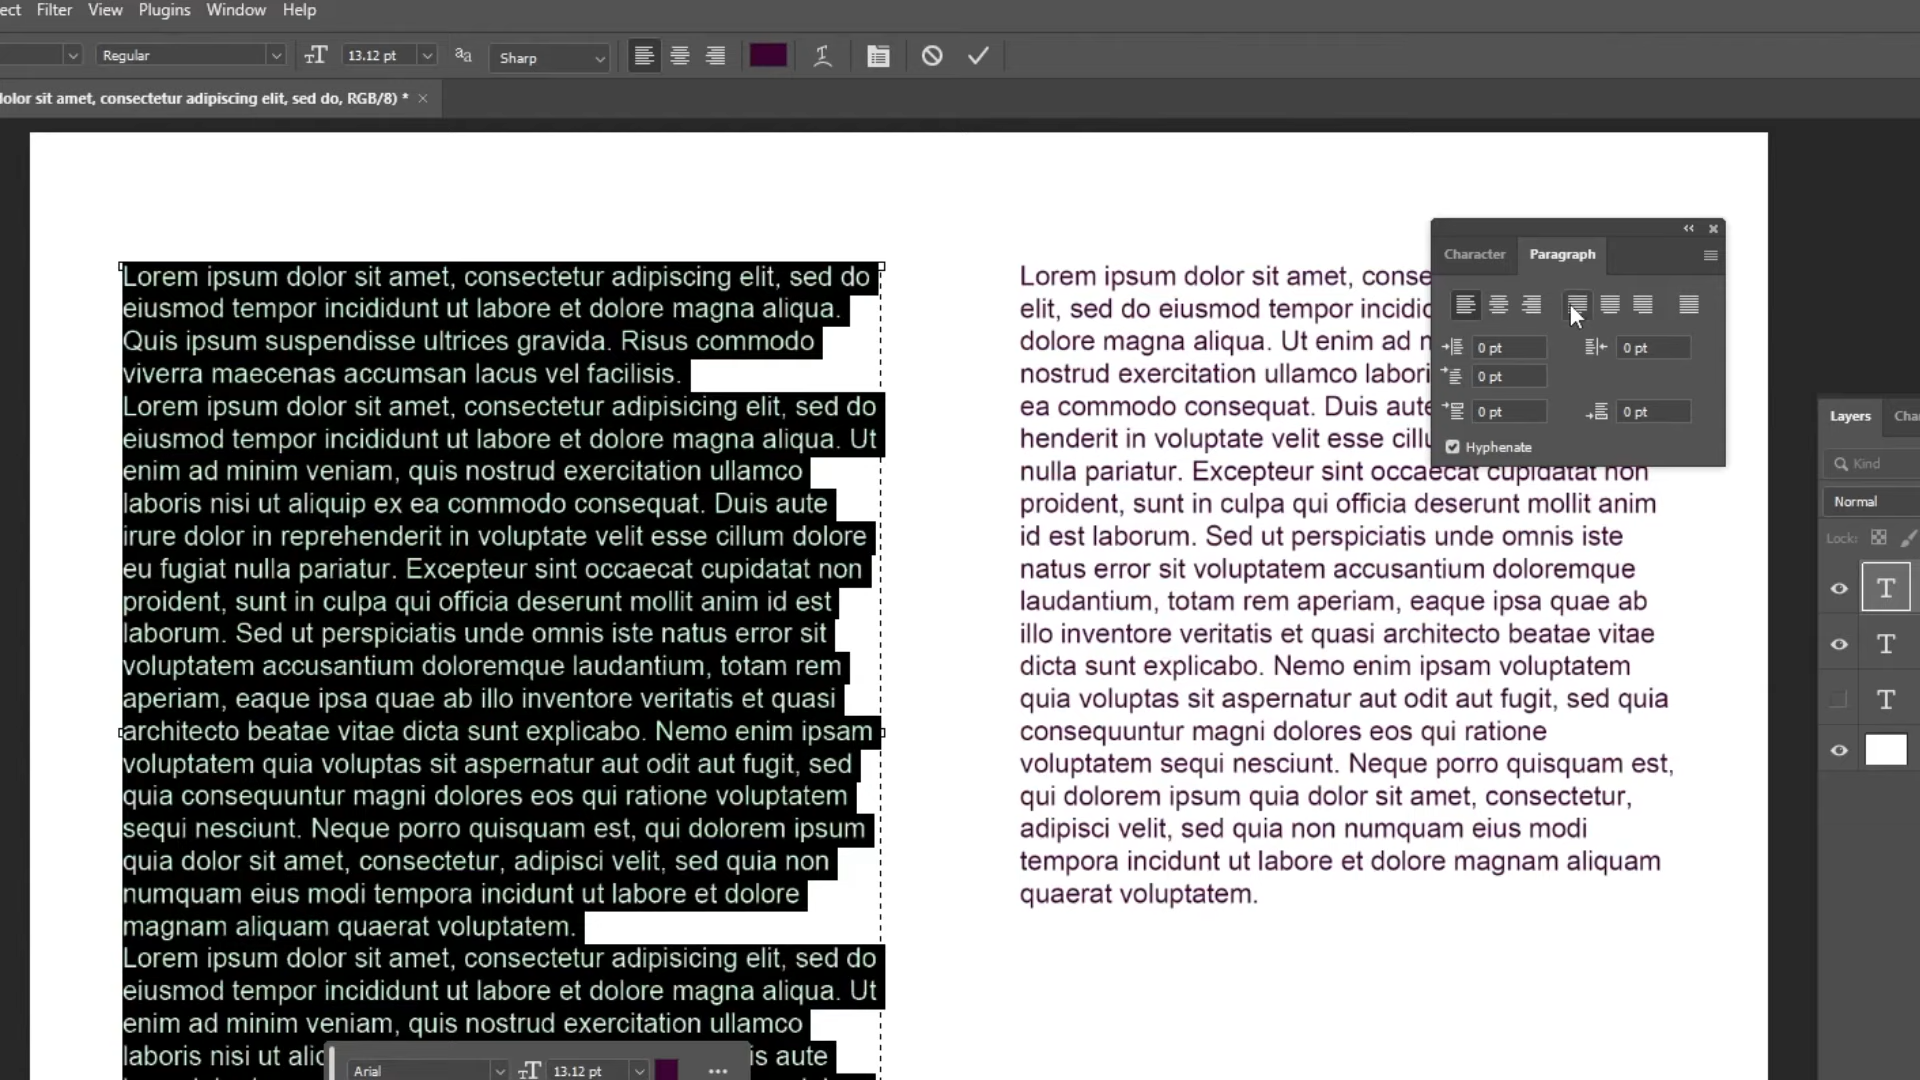 ect Filter View Plugins Window Help
Regular 13.12 pt aa Sharp
dolor sit amet, consectetur adipiscing elit, sed do, RGB/8) *
Lorem ipsum dolor sit amet, consectetur adipiscing elit, sed do
eiusmod tempor incididunt ut labore et dolore magna aliqua.
Quis ipsum suspendisse ultrices gravida. Risus commodo
viverra maecenas accumsan lacus vel facilisis.
Lorem ipsum dolor sit amet, consectetur adipisicing elit, sed do
eiusmod tempor incididunt ut labore et dolore magna aliqua. Ut
enim ad minim veniam, quis nostrud exercitation ullamco
laboris nisi ut aliquip ex ea commodo consequat. Duis aute
irure dolor in reprehenderit in voluptate velit esse cillum dolore
eu fugiat nulla pariatur. Excepteur sint occaecat cupidatat non
proident, sunt in culpa qui officia deserunt mollit anim id est
laborum. Sed ut perspiciatis unde omnis iste natus error sit
voluptatem accusantium doloremque laudantium, totam rem
aperiam, eaque ipsa quae ab illo inventore veritatis et quasi
architecto beatae vitae dicta sunt explicabo. Nemo enim ipsam
voluptatem quia voluptas sit aspernatur aut odit aut fugit, sed
quia consequuntur magni dolores eos qui ratione voluptatem
sequi nesciunt. Neque porro quisquam est, qui dolorem ipsum
quia dolor sit amet, consectetur, adipisci velit, sed quia non
numquam eius modi tempora incidunt ut labore et dolore
magnam aliquam quaerat voluptatem.
Lorem ipsum dolor sit amet, consectetur adipisicing elit, sed do
eiusmod tempor incididunt ut labore et dolore magna aliqua. Ut
enim ad minim veniam, quis nostrud exercitation ullamco
laboris nisi ut alic is aute
Arial 13.12 pt
Lorem ipsum dolor sit amet, conse
elit, sed do eiusmod tempor incidid
dolore magna aliqua. Ut enim ad m
nostrud exercitation ullamco labori
ea commodo consequat. Duis aute
henderit in voluptate velit esse cillu
nulla pariatur. Excepteur sint occaecat cupidatat non
proident, sunt in culpa qui officia deserunt mollit anim
id est laborum. Sed ut perspiciatis unde omnis iste
natus error sit voluptatem accusantium doloremque
laudantium, totam rem aperiam, eaque ipsa quae ab
illo inventore veritatis et quasi architecto beatae vitae
dicta sunt explicabo. Nemo enim ipsam voluptatem
quia voluptas sit aspernatur aut odit aut fugit, sed quia
consequuntur magni dolores eos qui ratione
voluptatem sequi nesciunt. Neque porro quisquam est,
qui dolorem ipsum quia dolor sit amet, consectetur,
adipisci velit, sed quia non numquam eius modi
tempora incidunt ut labore et dolore magnam aliquam
quaerat voluptatem.
Character Paragraph
0 pt 0 pt
0 pt
0 pt 0 pt
Hyphenate
Layers Cha
Kind
Normal
Lock: